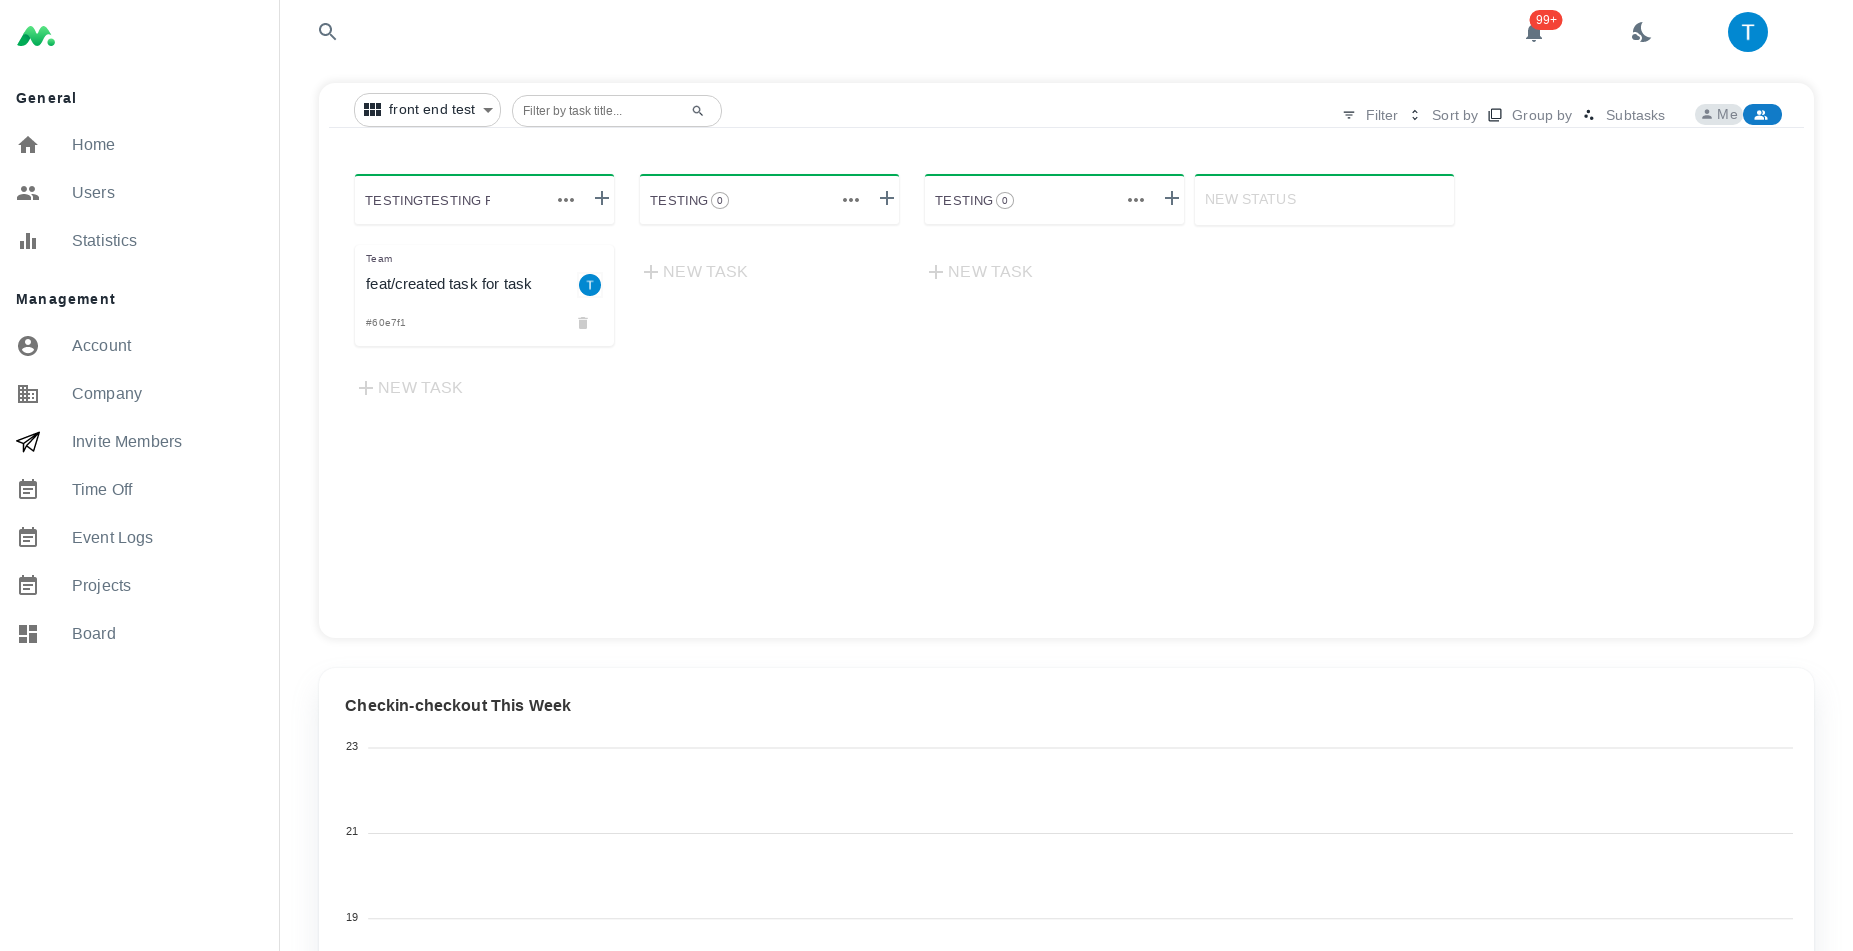 99+
T
General
Home
Users
Statistics
Management
Account
Company
Invite Members
Time Off
Event Logs
Projects
Board
front end test
Filter by task title...
Filter
Sort by
Group by
Subtasks
Me
TESTINGTESTING
TESTING 0
TESTING 0
NEW STATUS
Team
feat/created task for task
T
#60e7f1
NEW TASK
NEW TASK
NEW TASK
Checkin-checkout This Week
23
21
19